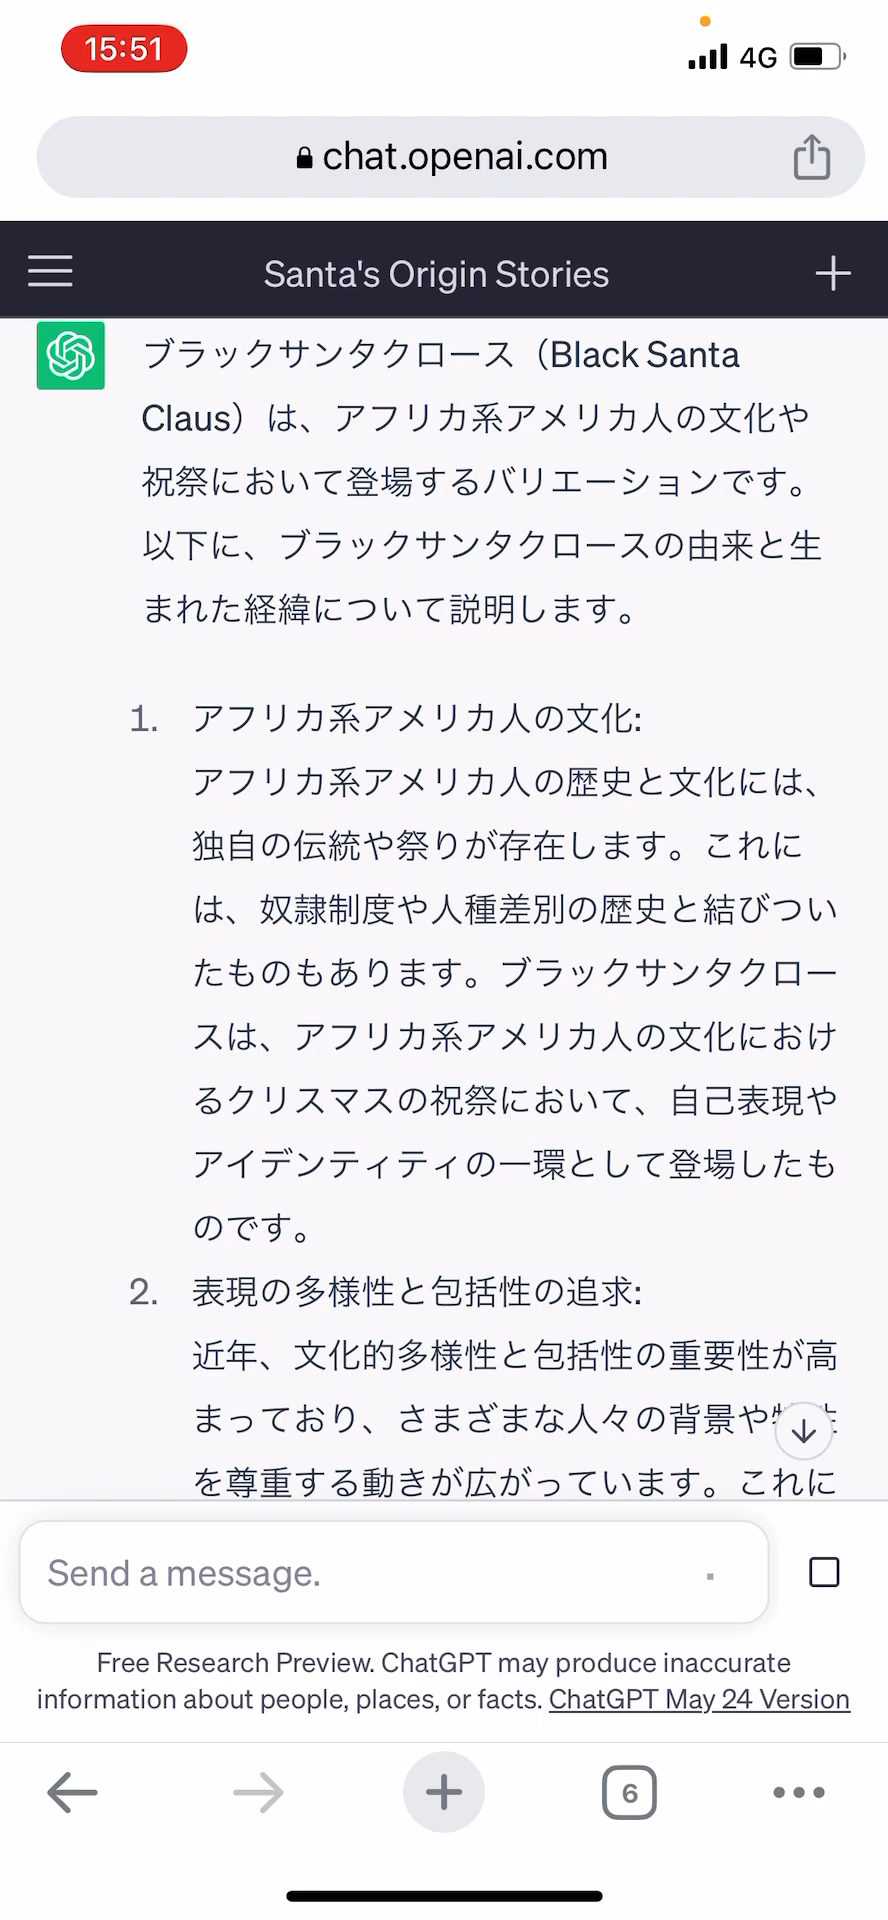 15:51
4G
chat.openai.com
Santa's Origin Stories
ブラックサンタクロース（Black Santa
Claus）は、アフリカ系アメリカ人の文化や
祝祭において登場するバリエーションです。
以下に、ブラックサンタクロースの由来と生
まれた経緯について説明します。
1. アフリカ系アメリカ人の文化:
アフリカ系アメリカ人の歴史と文化には、
独自の伝統や祭りが存在します。これに
は、奴隷制度や人種差別の歴史と結びつい
たものもあります。ブラックサンタクロー
スは、アフリカ系アメリカ人の文化におけ
るクリスマスの祝祭において、自己表現や
アイデンティティの一環として登場したも
のです。
2. 表現の多様性と包括性の追求:
近年、文化的多様性と包括性の重要性が高
まっており、さまざまな人々の背景や
を尊重する動きが広がっています。これに
Send a message.
Free Research Preview. ChatGPT may produce inaccurate
information about people, places, or facts. ChatGPT May 24 Version
6